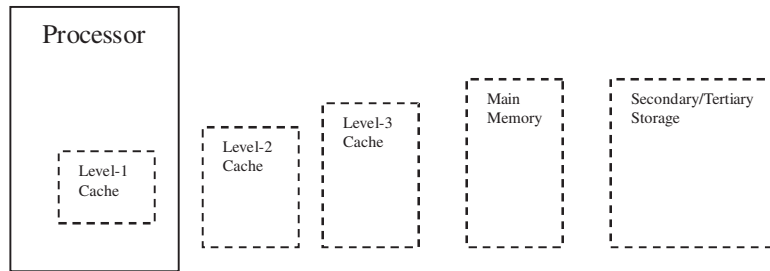 Processor
Level-1
Cache
Level-2
Cache
Level-3
Cache
Main
Memory
Secondary/Tertiary
Storage